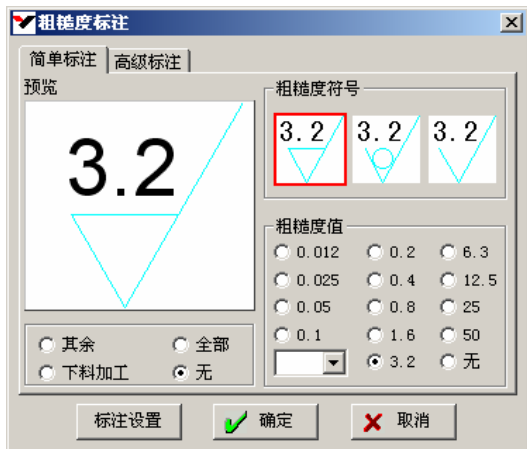 粗糙度标注
简单标注 高级标注
预览
3.2
粗糙度符号
3.2 3.2 3.2
粗糙度值
0.012 0.2 6.3
0.025 0.4 12.5
0.05 0.8 25
0.1 1.6 50
3.2 无
其余 全部
下料加工 无
标注设置 确定 取消